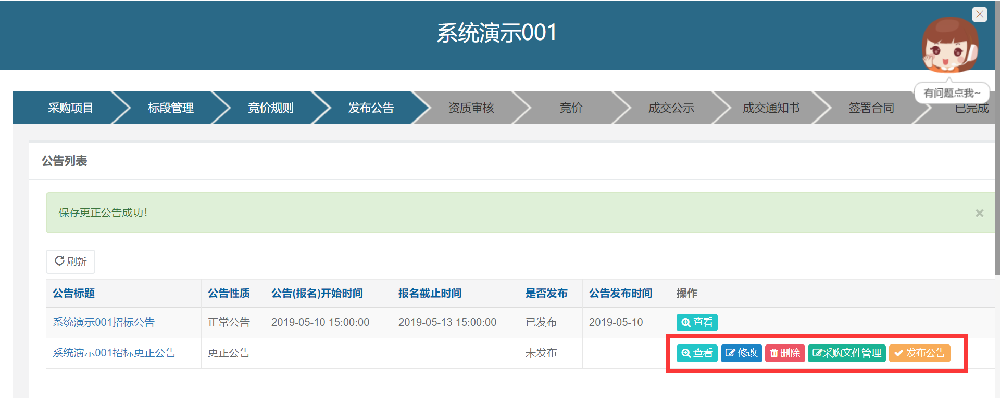 系统演示001
有问题点我~
采购项目 标段管理 竞价规则 发布公告 资质审核 竞价 成交公示 成交通知书 签署合同 已完成
公告列表
保存更正公告成功!
刷新
公告标题 公告性质 公告(报名)开始时间 报名截止时间 是否发布 公告发布时间 操作
系统演示001招标公告 正常公告 2019-05-10 15:00:00 2019-05-13 15:00:00 已发布 2019-05-10 查看
系统演示001招标更正公告 更正公告 未发布 查看 修改 删除 采购文件管理 发布公告